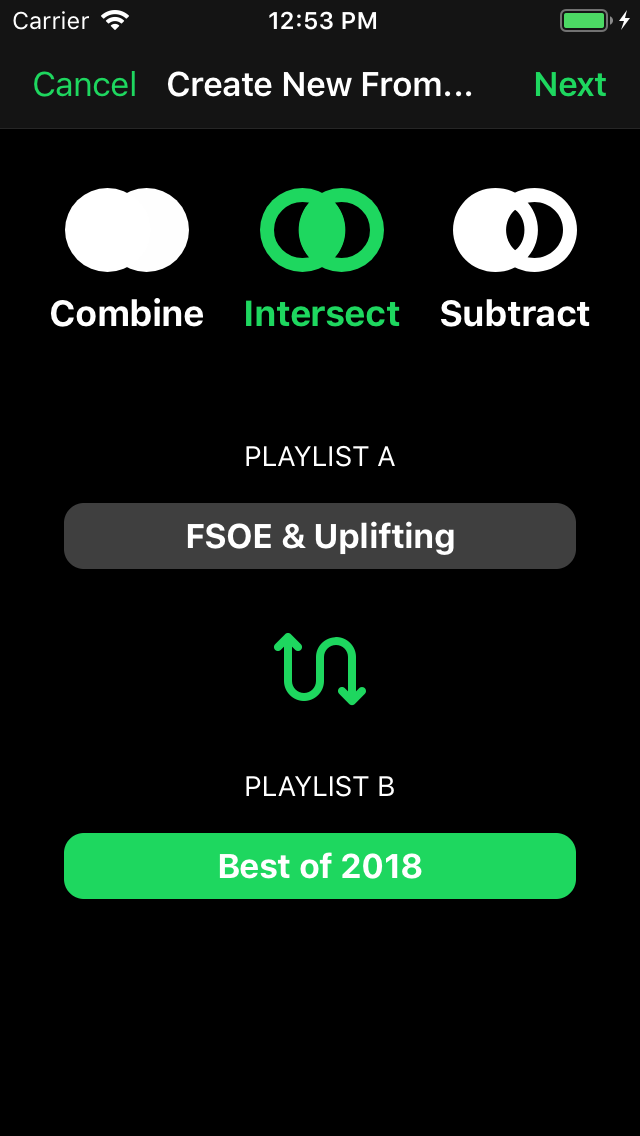 Carrier 12:53 PM
Cancel Create New From... Next
Combine Intersect Subtract
PLAYLIST A
FSOE & Uplifting
PLAYLIST B
Best of 2018